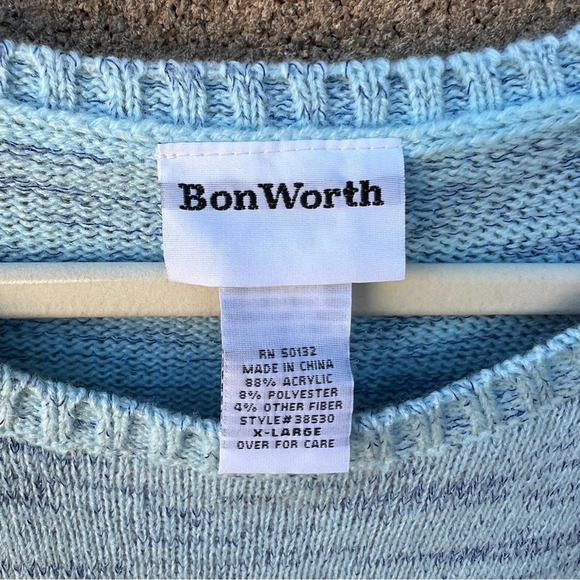 BonWorth
RN 50132
MADE IN CHINA
88% ACRYLIC
8% POLYESTER
4% OTHER FIBER
STYLE#38530
X-LARGE
OVER FOR CARE